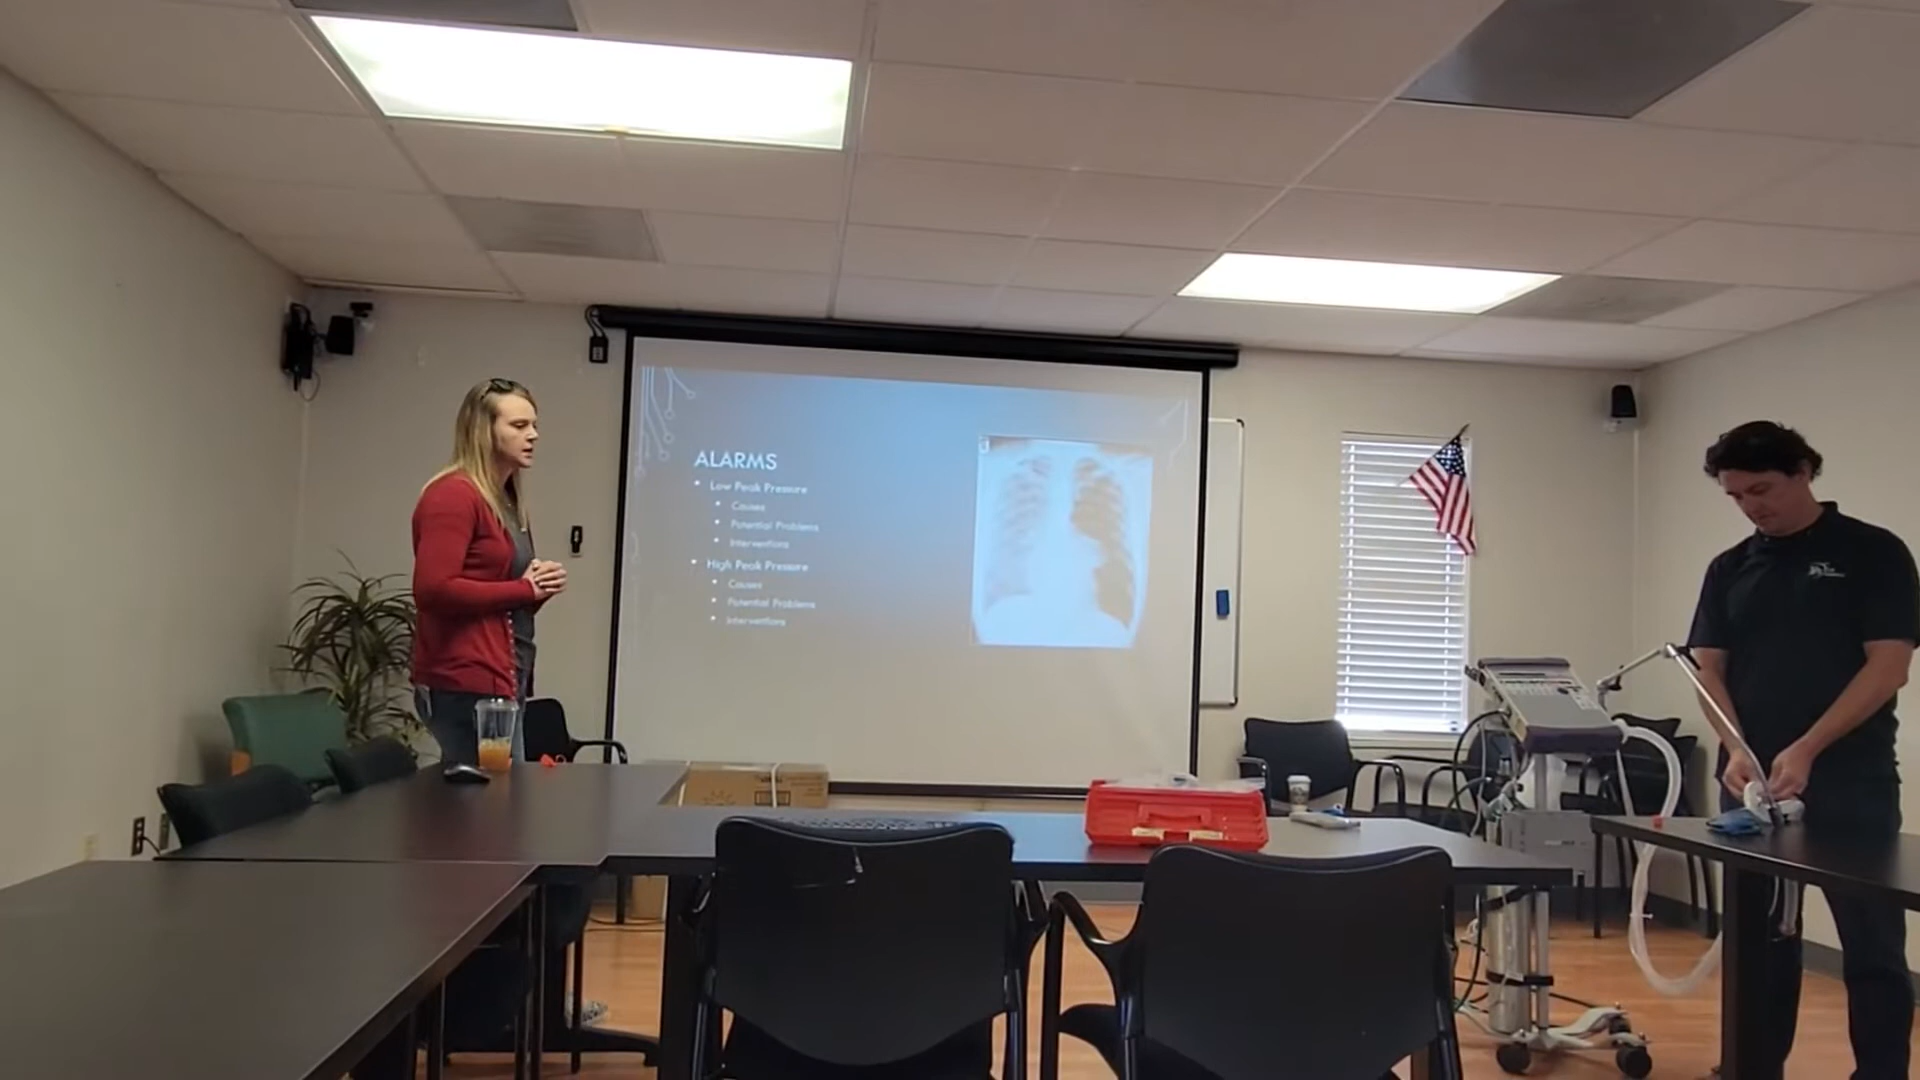 ALARMS
Low Peak Pressure
Causes
Potential Problems
Interventions
High Peak Pressure
Causes
Potential Problems
Interventions